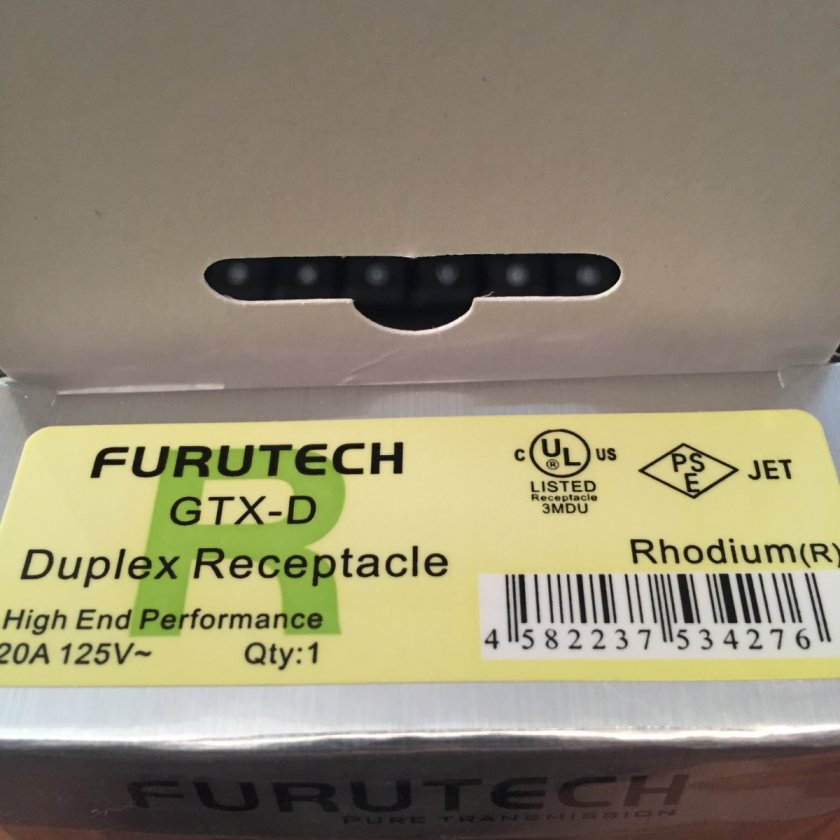 FURUTECH
GTX-D
Duplex Receptacle
High End Performance
20A 125V~ Qty:1
R
C UL® US
LISTED
Receptacle
3MDU
PSE JET
Rhodium(R)
4 582237 534276
FURUTECH
PURE TRANSMISSION